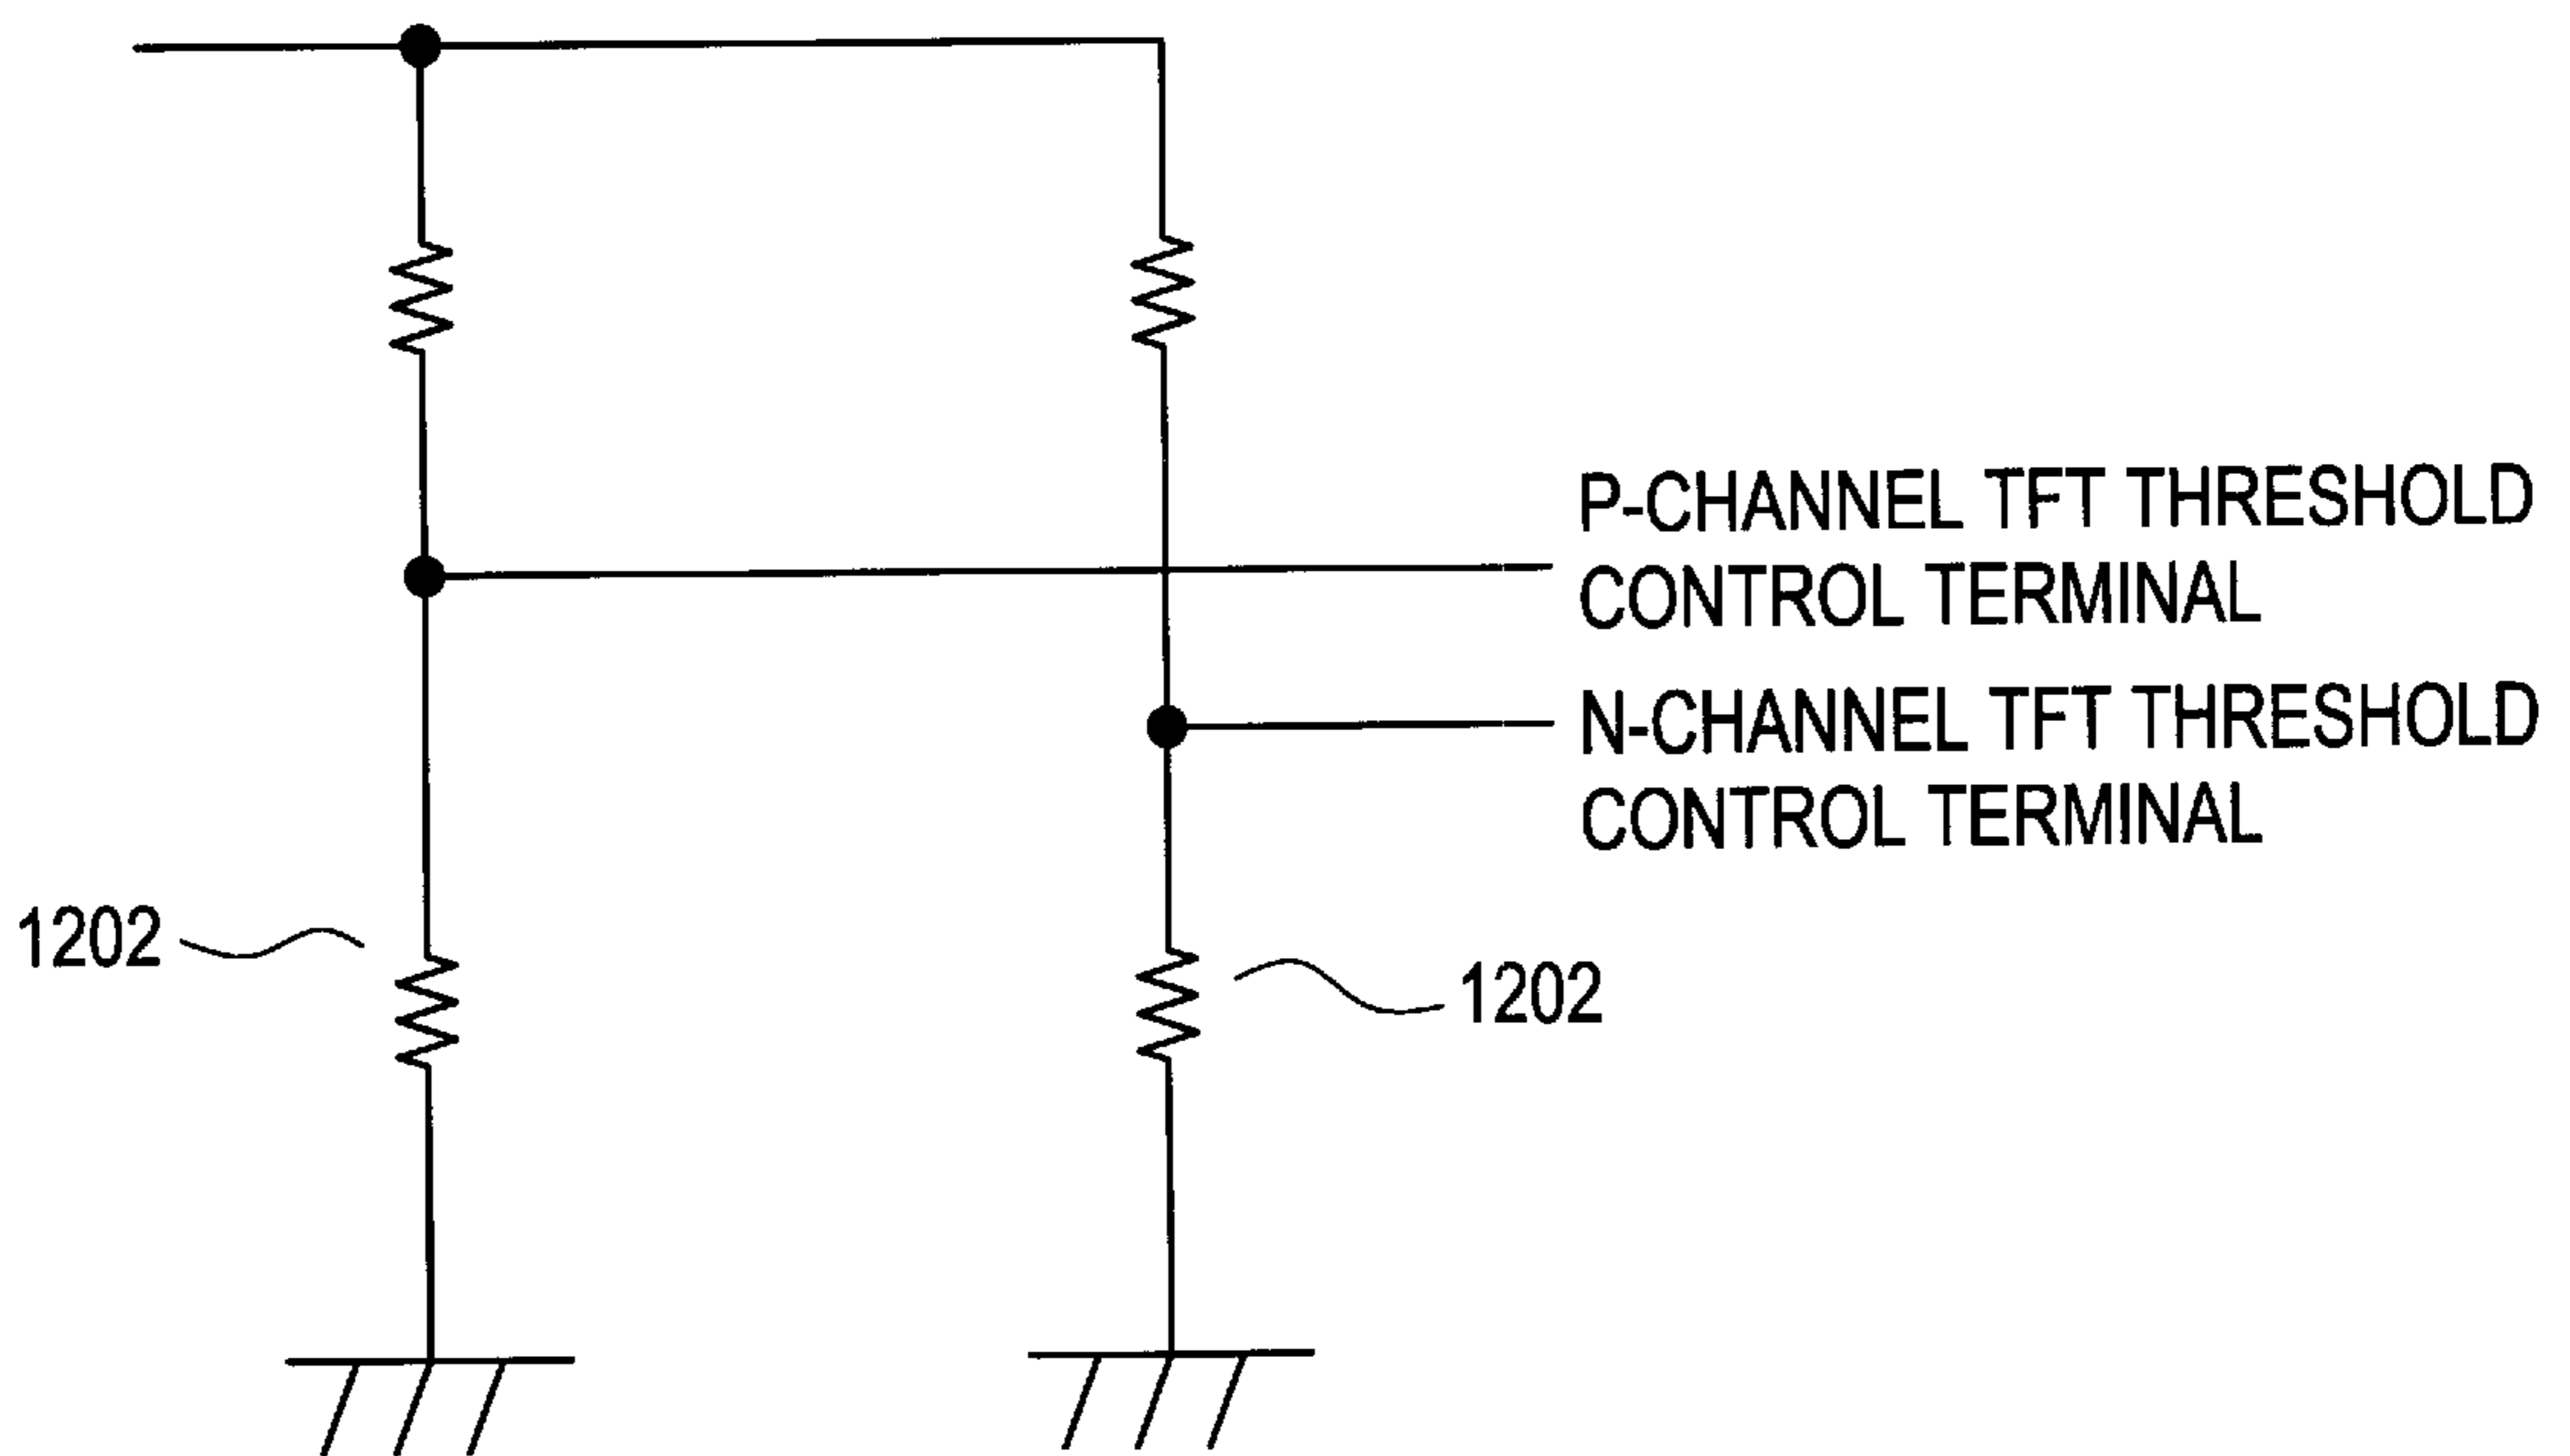 P-CHANNEL TFT THRESHOLD
CONTROL TERMINAL
N-CHANNEL TFT THRESHOLD
CONTROL TERMINAL
1202
1202